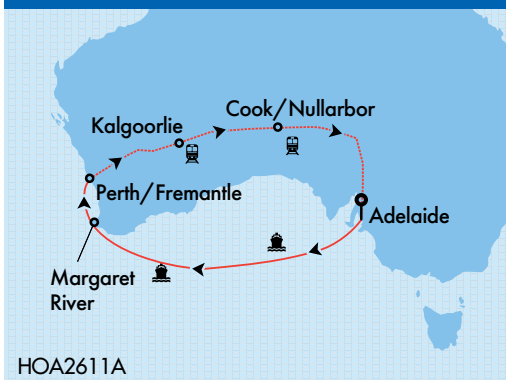 Cook/Nullarbor
Kalgoorlie
Perth/Fremantle
Adelaide
Margaret
River
HOA2611A